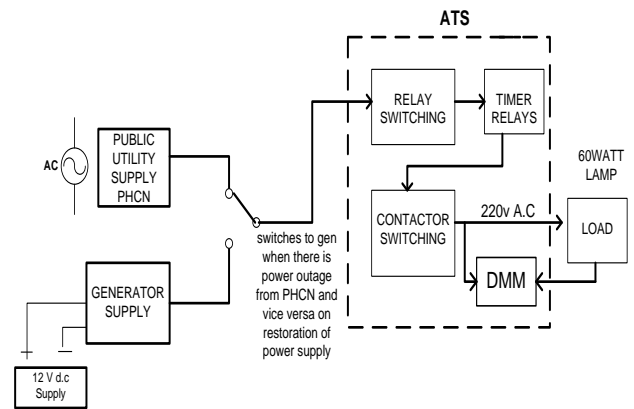 ATS
RELAY
SWITCHING
TIMER
RELAYS
AC
PUBLIC
UTILITY
SUPPLY
PHCN
60WATT
LAMP
CONTACTOR
SWITCHING
220v A.C
LOAD
DMM
switches to gen
when there is
power outage
from PHCN and
vice versa on
restoration of
power supply
GENERATOR
SUPPLY
+ −
12 V d.c
Supply